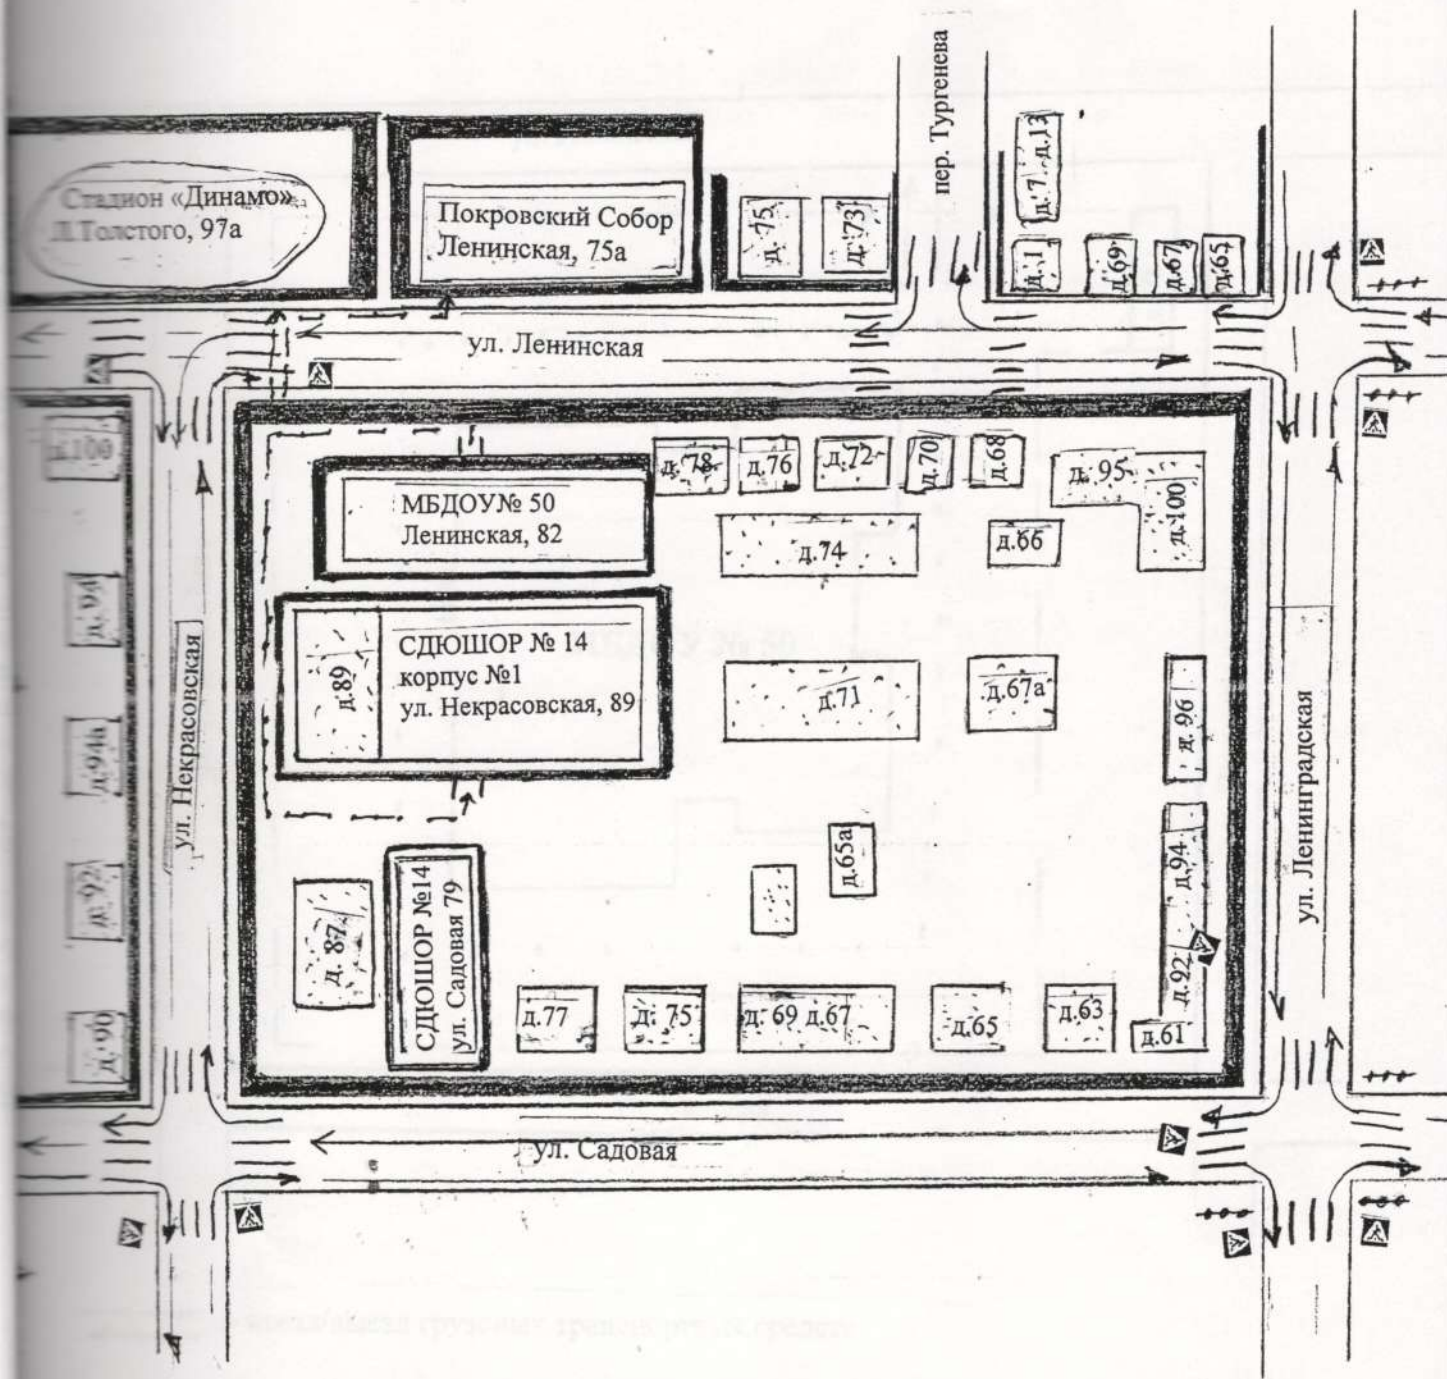 пер. Тургенева
Стадион «Динамо»
Л.Толстого, 97а
Покровский Собор
Ленинская, 75а
д. 75
д. 73
д.7 д.13
д.1
д.69
д.67
д.65
ул. Ленинская
д.100
д.94
д.94а
д.92
д.90
ул. Некрасовская
МБДОУ№ 50
Ленинская, 82
д. 78
д.76
д.72
д.70
д.68
д. 95
д.100
д.74
д.66
д.89
СДЮШОР № 14
корпус №1
ул. Некрасовская, 89
д.71
д.67а
д. 96
д.65а
д.94
д.92
д. 87
СДЮШОР №14
ул. Садовая 79
д.77
д. 75
д. 69 д.67
д.65
д.63
д.61
ул. Ленинградская
ул. Садовая